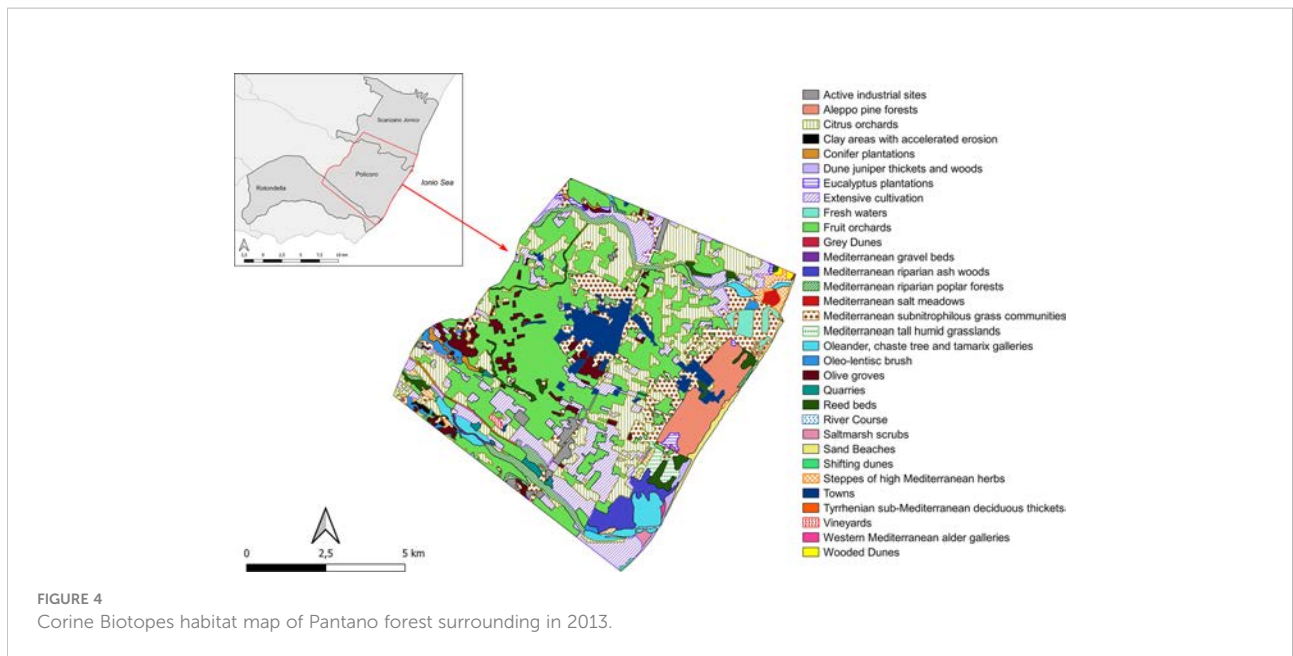 Scanzano Jonico
Policoro
Ionio Sea
Rotondella
Active industrial sites
Aleppo pine forests
Citrus orchards
Clay areas with accelerated erosion
Conifer plantations
Dune juniper thickets and woods
Eucalyptus plantations
Extensive cultivation
Fresh waters
Fruit orchards
Grey Dunes
Mediterranean gravel beds
Mediterranean riparian ash woods
Mediterranean riparian poplar forests
Mediterranean salt meadows
Mediterranean subnitrophilous grass communities
Mediterranean tall humid grasslands
Oleander, chaste tree and tamarix galleries
Oleo-lentisc brush
Olive groves
Quarries
Reed beds
River Course
Saltmarsh scrubs
Sand Beaches
Shifting dunes
Steppes of high Mediterranean herbs
Towns
Tyrrhenian sub-Mediterranean deciduous thickets
Vineyards
Western Mediterranean alder galleries
Wooded Dunes
0 2,5 5 km
FIGURE 4
Corine Biotopes habitat map of Pantano forest surrounding in 2013.